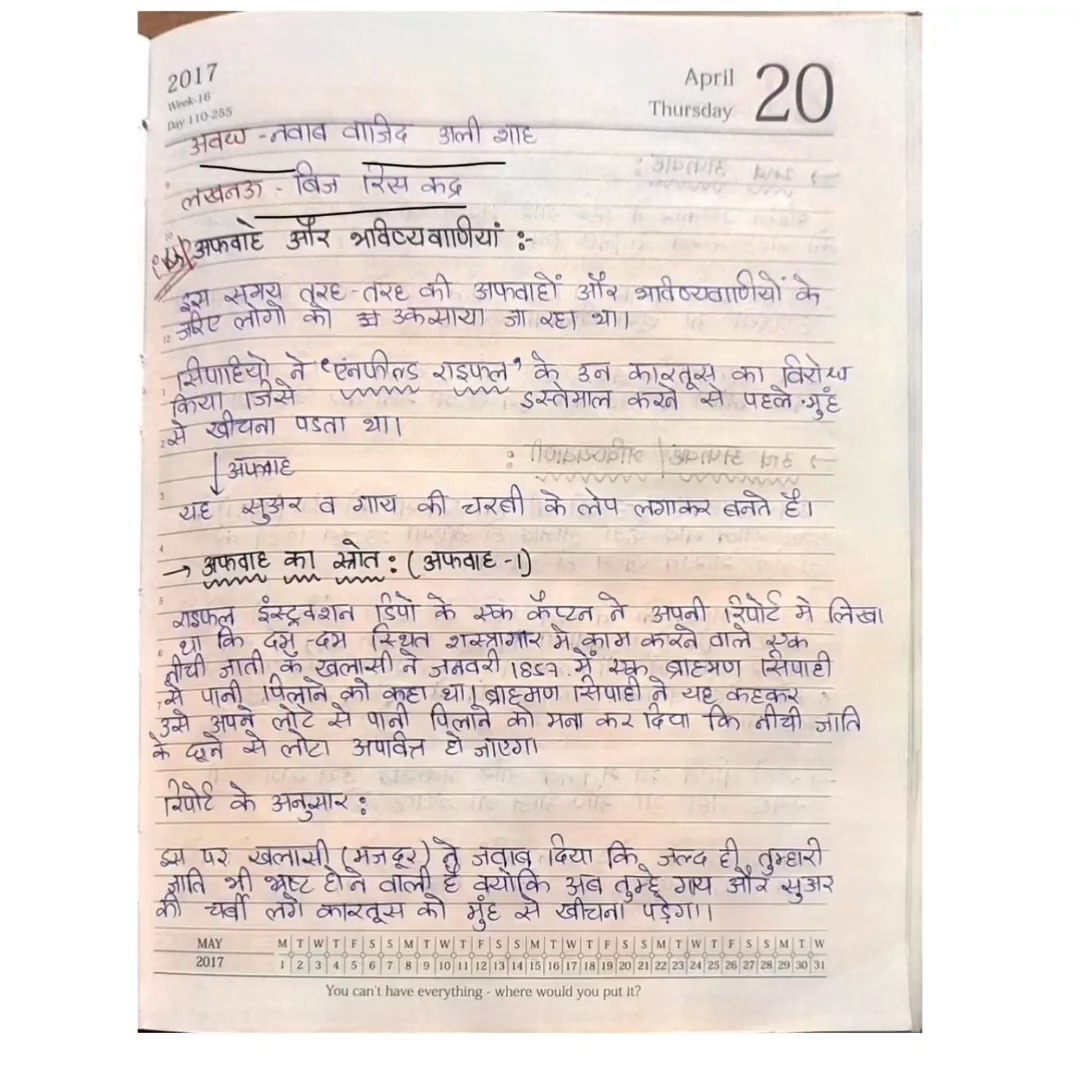 2017
Week-16
Day 110-255
April
Thursday
20
अवध - नवाब वाजिद अली शाह
लखनऊ - बिज रिस कद्र
अफवाहे और भविष्यवाणीयां :-
इस समय तरह-तरह की अफवाहों और भविष्यवाणीयों के
जरिए लोगो को उकसाया जा रहा था।
सिपाहियो ने "एंनफील्ड राइफल" के उन कारतूस का विरोध
किया जिसे इस्तेमाल करने से पहले मुंह
से खीचना पडता था।
↓ अफवाह
यह सुअर व गाय की चरबी के लेप लगाकर बनते है।
→ अफवाह का स्रोत : (अफवाह -1)
राइफल इंस्ट्रक्शन डिपो के एक कैप्टन ने अपनी रिपोर्ट मे लिखा
था कि दम-दम स्थित शस्त्रागार मे काम करने वाले एक
नीची जाती के खलासी ने जनवरी 1857 में एक ब्राहमण सिपाही
से पानी पिलाने को कहा था। ब्राहमण सिपाही ने यह कहकर
उसे अपने लोटे से पानी पिलाने को मना कर दिया कि नीची जाति
के छूने से लोटा अपवित्र हो जाएगा।
रिपोर्ट के अनुसार :
इस पर खलासी (मजदूर) ने जवाब दिया कि जल्द ही तुम्हारी
जाति भी भ्रष्ट होने वाली है क्योकि अब तुम्हे गाय और सुअर
की चर्बी लगे कारतूस को मुंह से खीचना पड़ेगा।।
MAY M T W T F S S M T W T F S S M T W T F S S M T W T F S S M T W
2017 1 2 3 4 5 6 7 8 9 10 11 12 13 14 15 16 17 18 19 20 21 22 23 24 25 26 27 28 29 30 31
You can't have everything - where would you put it?